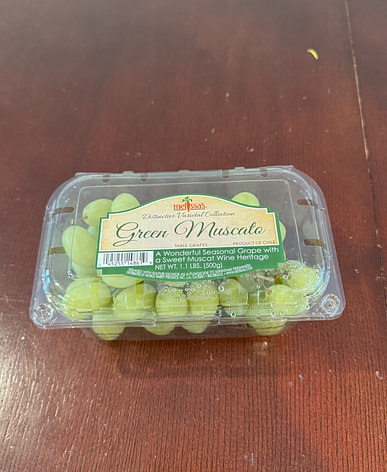 melissa's
Distinctive Varietal Collection
Green Muscato
TABLE GRAPES PRODUCT OF CHILE
A Wonderful Seasonal Grape with
a Sweet Muscat Wine Heritage
NET WT. 1.1 LBS. (500g)